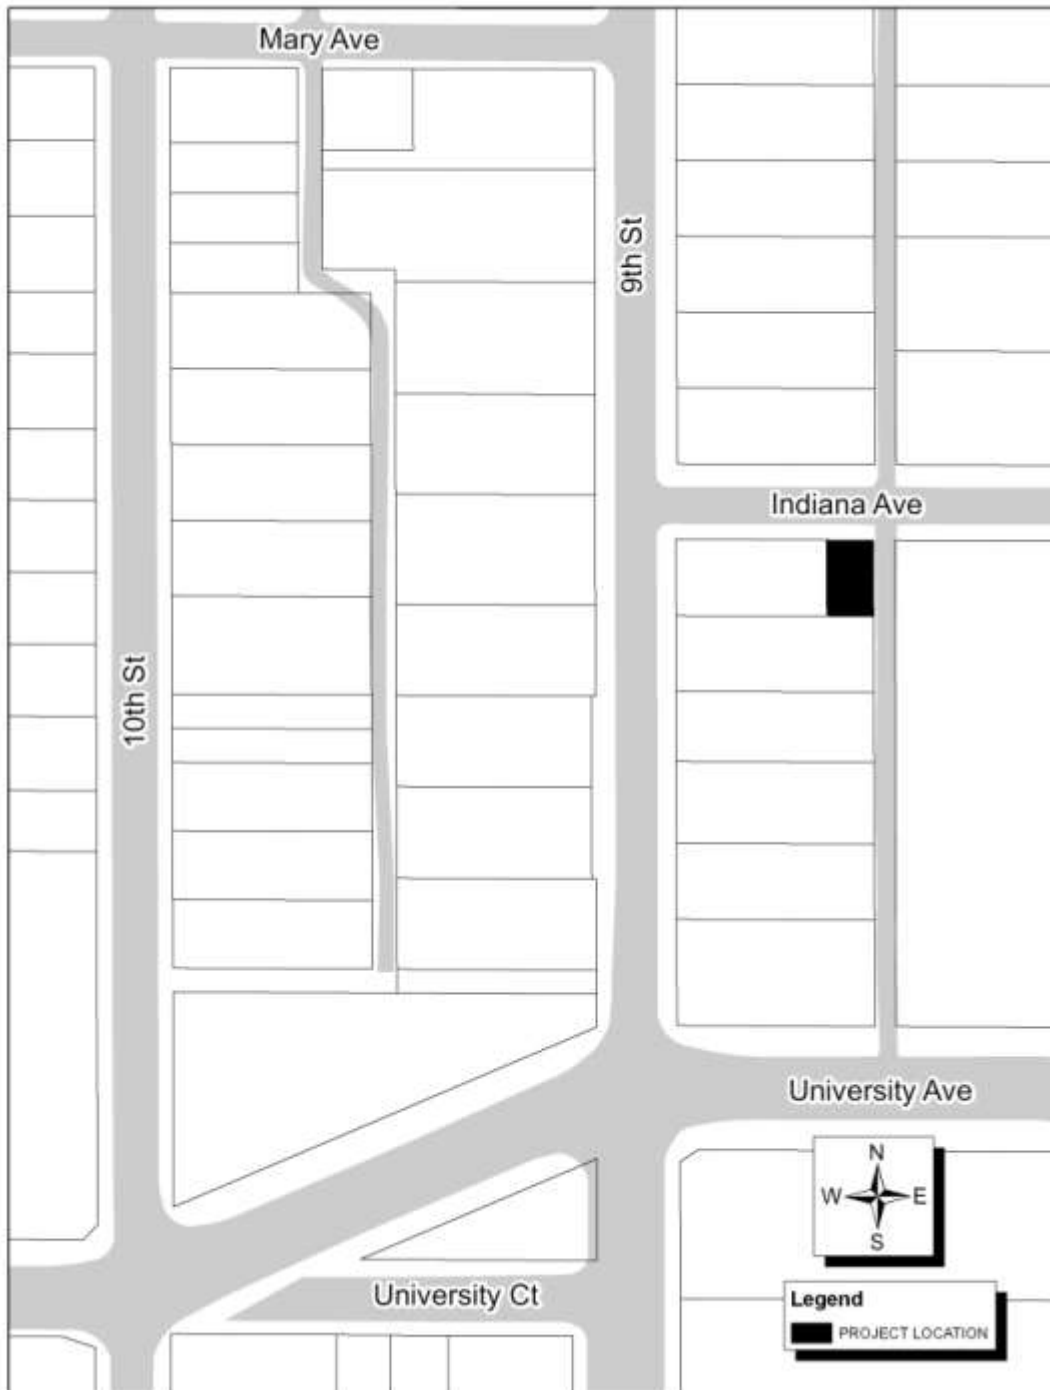 Mary Ave
9th St
Indiana Ave
10th St
University Ave
N
W E
S
University Ct
Legend
PROJECT LOCATION